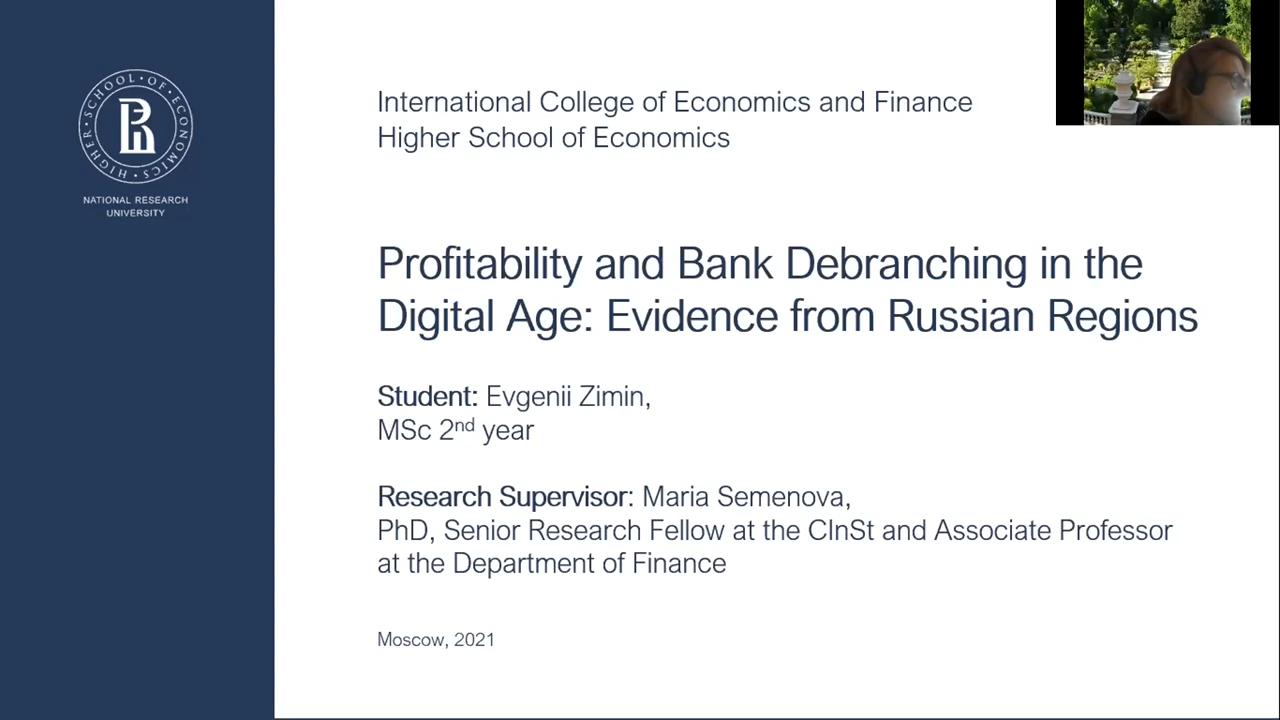 HIGHER · SCHOOL · OF · ECONOMICS ·
NATIONAL RESEARCH
UNIVERSITY
International College of Economics and Finance
Higher School of Economics
Profitability and Bank Debranching in the
Digital Age: Evidence from Russian Regions
Student: Evgenii Zimin,
MSc 2nd year
Research Supervisor: Maria Semenova,
PhD, Senior Research Fellow at the CInSt and Associate Professor
at the Department of Finance
Moscow, 2021